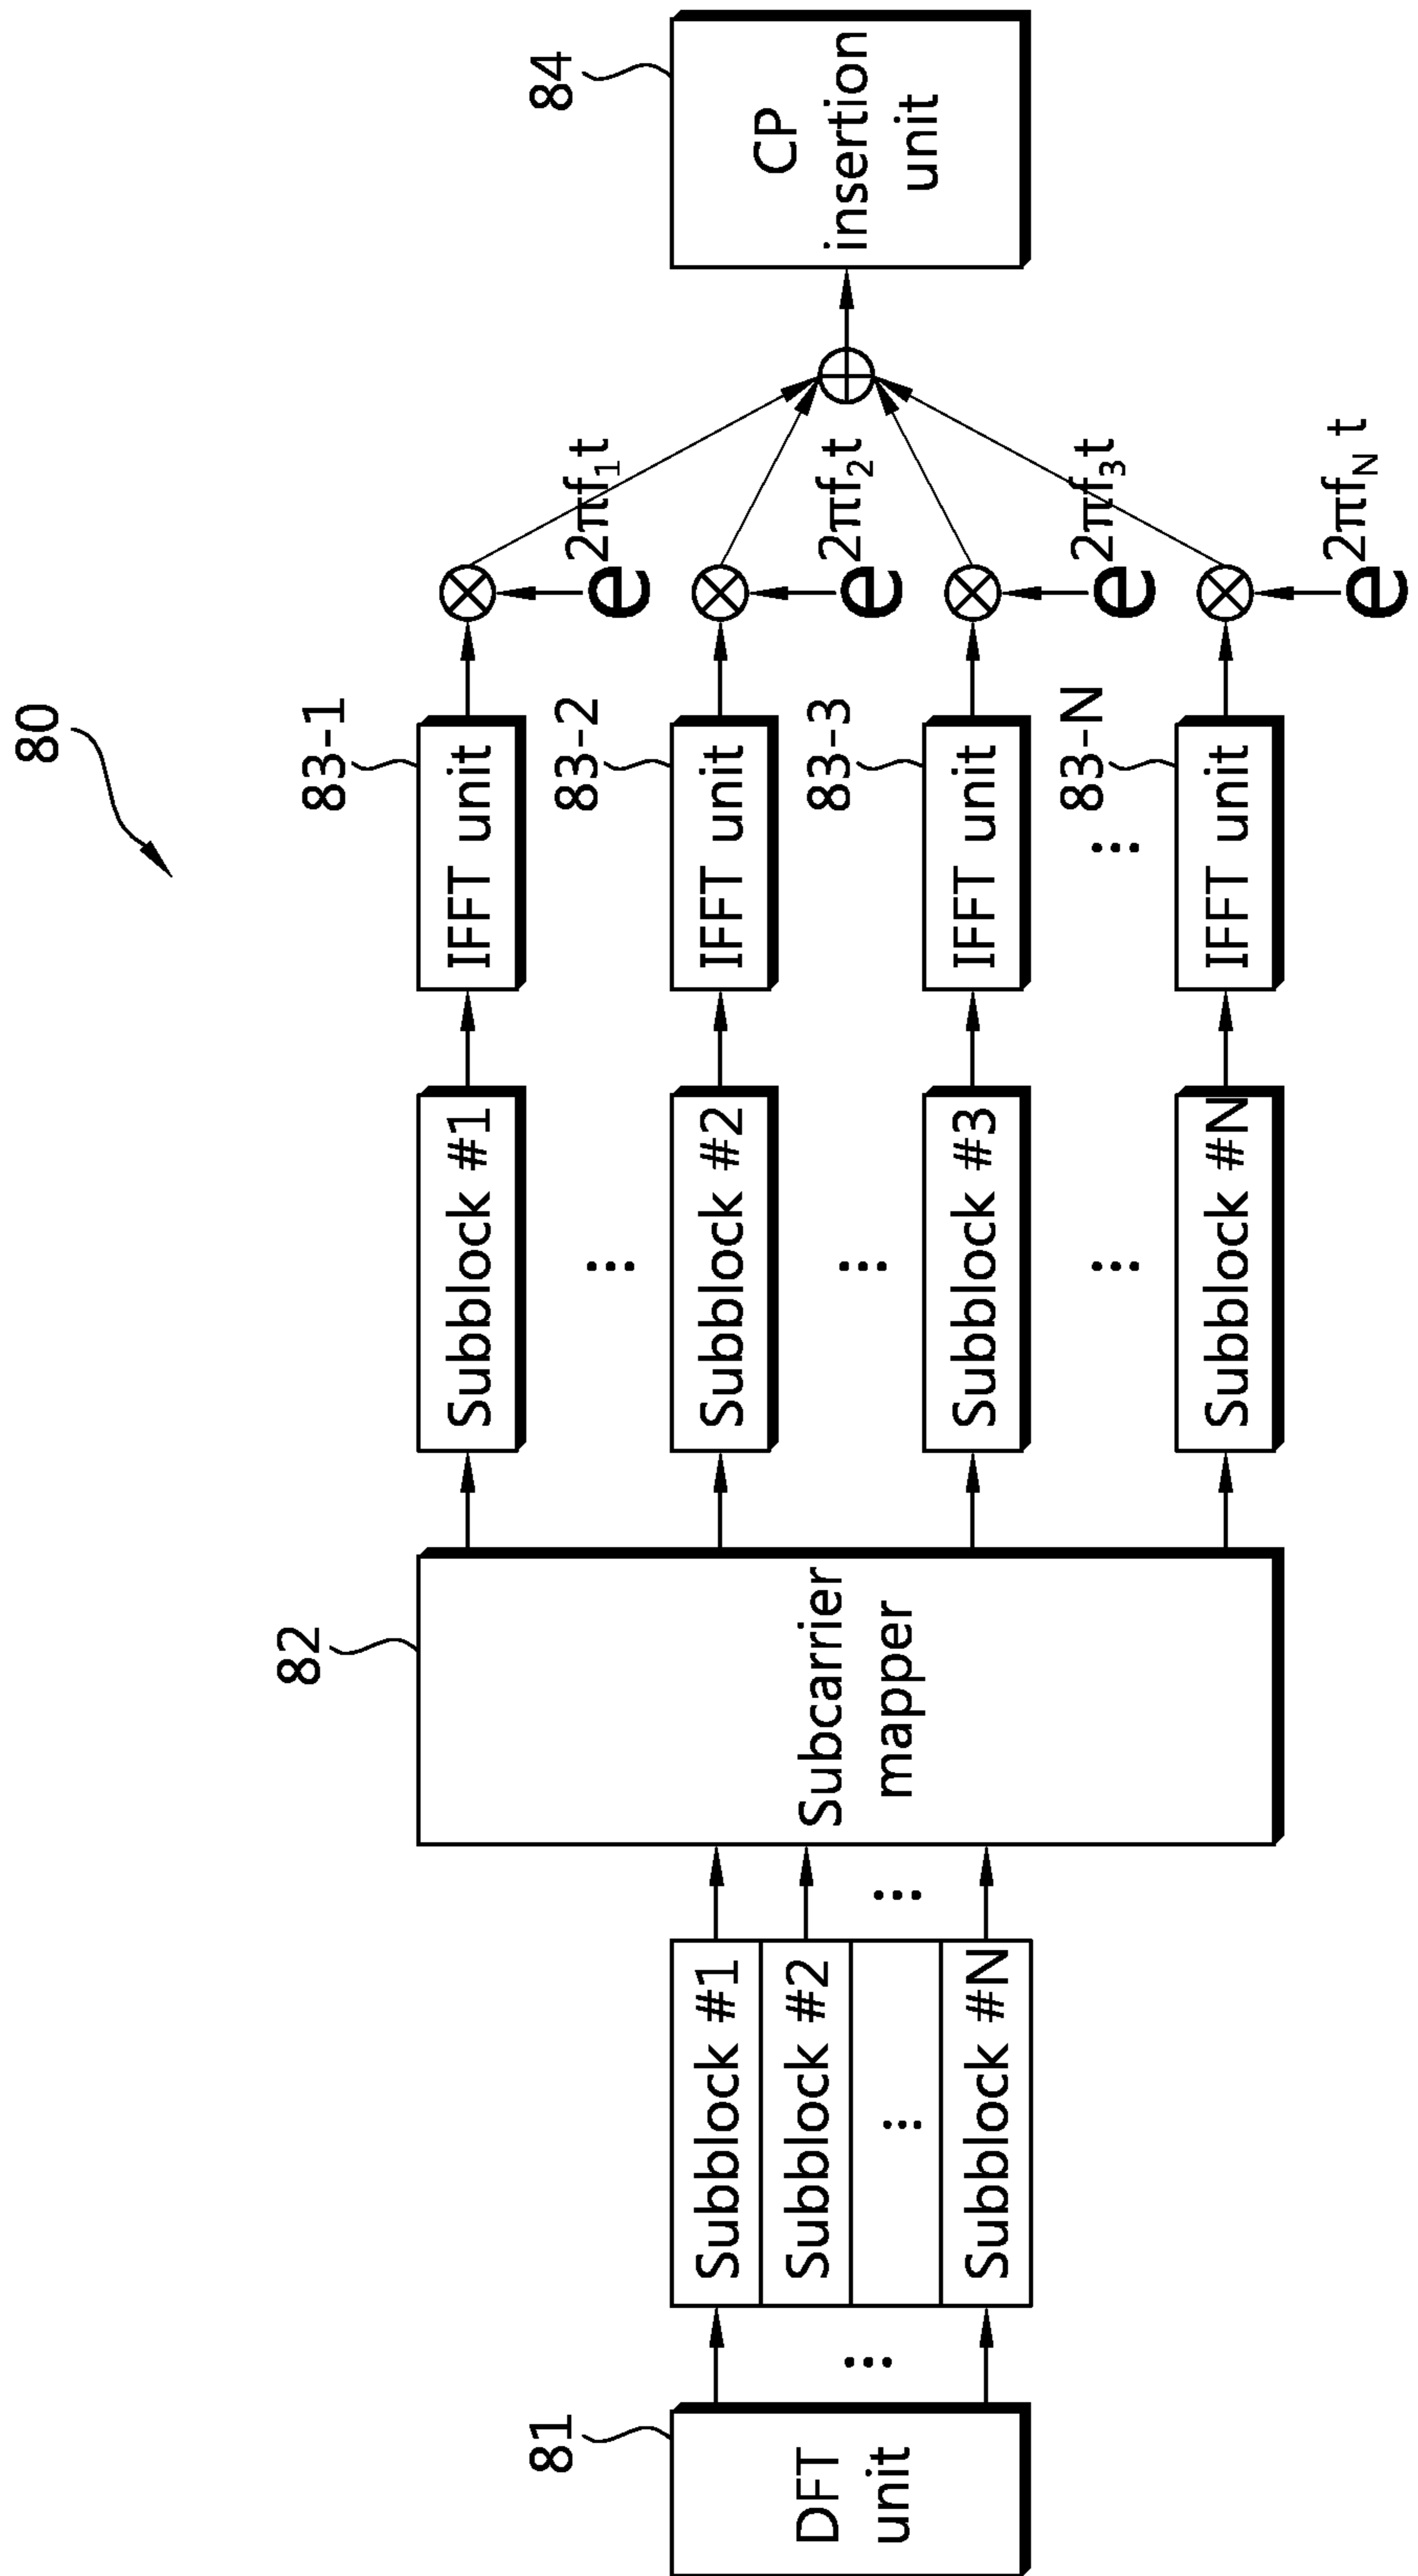 80
81
DFT
unit
Subblock #1
Subblock #2
⋮
Subblock #N
82
Subcarrier
mapper
Subblock #1
Subblock #2
Subblock #3
Subblock #N
83-1
IFFT unit
83-2
IFFT unit
83-3
IFFT unit
83-N
IFFT unit
e^{2πf₁t}
e^{2πf₂t}
e^{2πf₃t}
e^{2πf_N t}
84
CP
insertion
unit